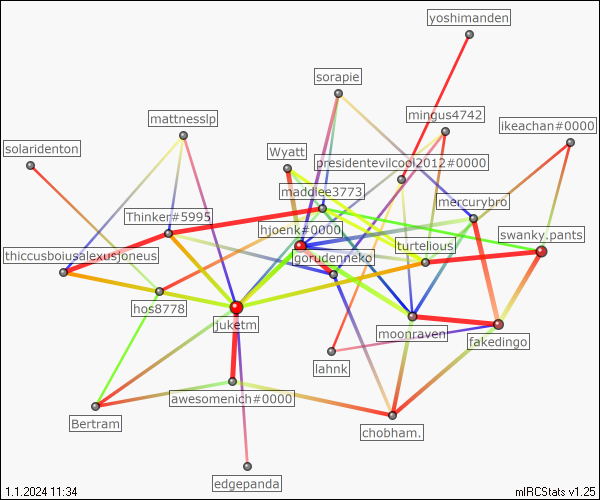 yoshimanden
sorapie
mingus4742
mattnesslp
ikeachan#0000
solaridenton
Wyatt
presidentevilcool2012#0000
maddlee3773
mercurybro
Thinker#5995
hjoenk#0000
swanky.pants
turtelious
thiccusboiusalexusjoneus
gorudenneko
hos8778
juketm
moonraven
fakedingo
lahnk
awesomenich#0000
Bertram
chobham.
edgepanda
1.1.2024 11:34
mIRCStats v1.25